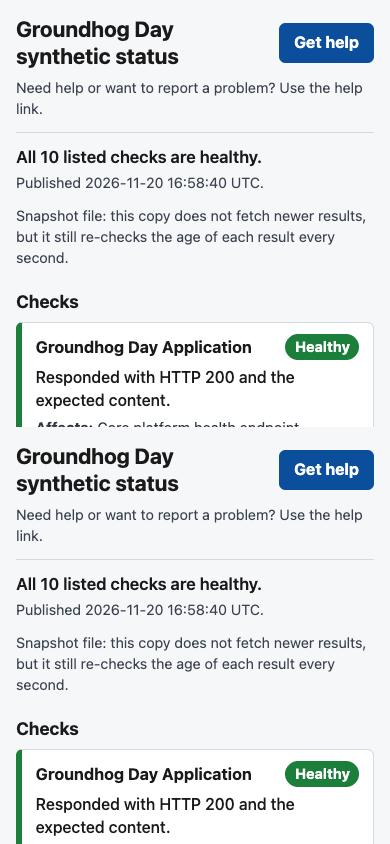 Groundhog Day
synthetic status
Get help
Need help or want to report a problem? Use the help
link.
All 10 listed checks are healthy.
Published 2026-11-20 16:58:40 UTC.
Snapshot file: this copy does not fetch newer results,
but it still re-checks the age of each result every
second.
Checks
Groundhog Day Application
Healthy
Responded with HTTP 200 and the
expected content.
Affects: Core platform health endpoint
Groundhog Day
synthetic status
Get help
Need help or want to report a problem? Use the help
link.
All 10 listed checks are healthy.
Published 2026-11-20 16:58:40 UTC.
Snapshot file: this copy does not fetch newer results,
but it still re-checks the age of each result every
second.
Checks
Groundhog Day Application
Healthy
Responded with HTTP 200 and the
expected content.